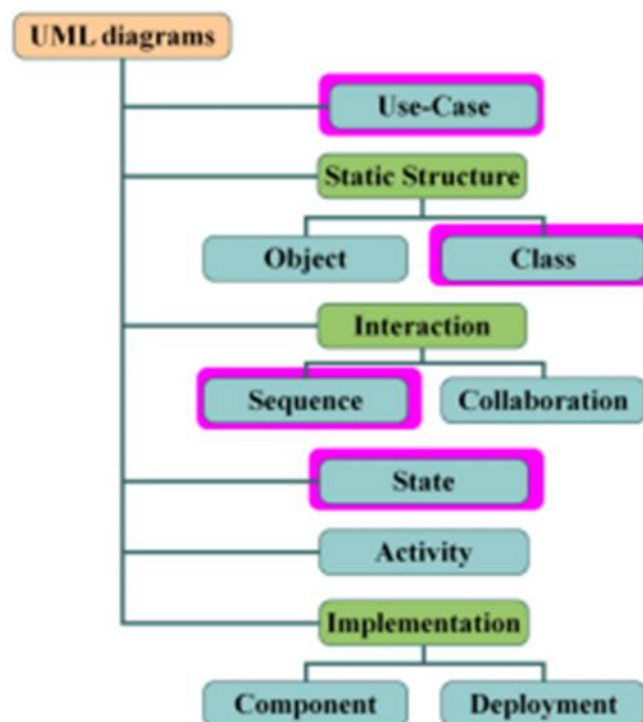 UML diagrams
Use-Case
Static Structure
Object
Class
Interaction
Sequence
Collaboration
State
Activity
Implementation
Component
Deployment